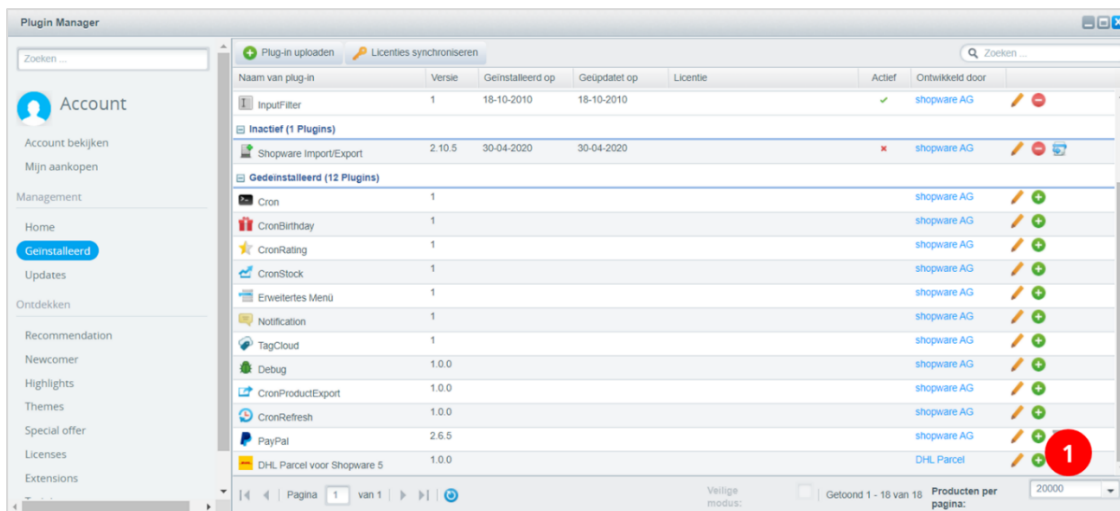 Plugin Manager
Zoeken ...
Account
Account bekijken
Mijn aankopen
Management
Home
Geïnstalleerd
Updates
Ontdekken
Recommendation
Newcomer
Highlights
Themes
Special offer
Licenses
Extensions
Plug-in uploaden Licenties synchroniseren Zoeken ...
Naam van plug-in Versie Geïnstalleerd op Geüpdatet op Licentie Actief Ontwikkeld door
InputFilter 1 18-10-2010 18-10-2010 shopware AG
Inactief (1 Plugins)
Shopware Import/Export 2.10.5 30-04-2020 30-04-2020 shopware AG
Gedeïnstalleerd (12 Plugins)
Cron 1 shopware AG
CronBirthday 1 shopware AG
CronRating 1 shopware AG
CronStock 1 shopware AG
Erweitertes Menü 1 shopware AG
Notification 1 shopware AG
TagCloud 1 shopware AG
Debug 1.0.0 shopware AG
CronProductExport 1.0.0 shopware AG
CronRefresh 1.0.0 shopware AG
PayPal 2.6.5 shopware AG
DHL Parcel voor Shopware 5 1.0.0 DHL Parcel
1
Pagina 1 van 1 Veilige modus: Getoond 1 - 18 van 18 Producten per pagina: 20000